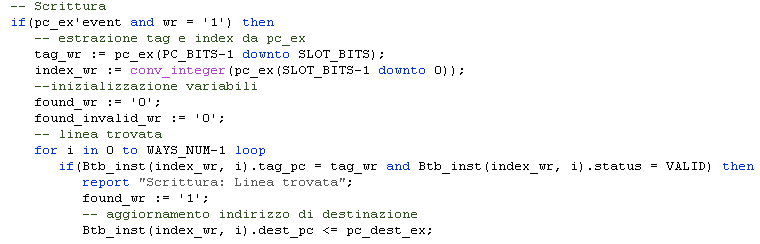 -- Scrittura
if(pc_ex'event and wr = '1') then
-- estrazione tag e index da pc_ex
tag_wr := pc_ex(PC_BITS-1 downto SLOT_BITS);
index_wr := conv_integer(pc_ex(SLOT_BITS-1 downto 0));
--inizializzazione variabili
found_wr := '0';
found_invalid_wr := '0';
-- linea trovata
for i in 0 to WAYS_NUM-1 loop
if(Btb_inst(index_wr, i).tag_pc = tag_wr and Btb_inst(index_wr, i).status = VALID) then
report "Scrittura: Linea trovata";
found_wr := '1';
-- aggiornamento indirizzo di destinazione
Btb_inst(index_wr, i).dest_pc <= pc_dest_ex;